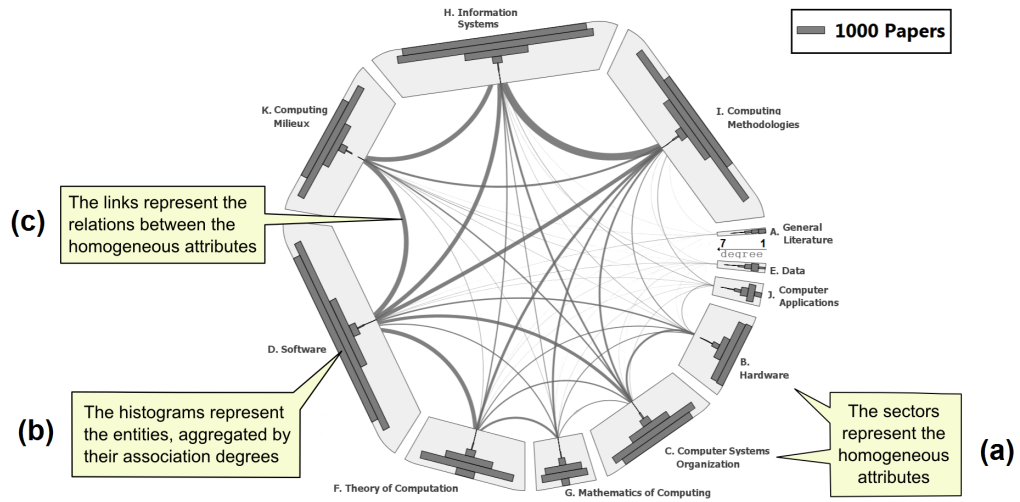 H. Information
Systems
1000 Papers
K. Computing
Milieux
I. Computing
Methodologies
(c)
The links represent the
relations between the
homogeneous attributes
A. General
Literature
7 1
degree
E. Data
J. Computer
Applications
D. Software
B.
Hardware
(b)
The histograms represent
the entities, aggregated by
their association degrees
The sectors
represent the
homogeneous
attributes
(a)
C. Computer Systems
Organization
F. Theory of Computation
G. Mathematics of Computing